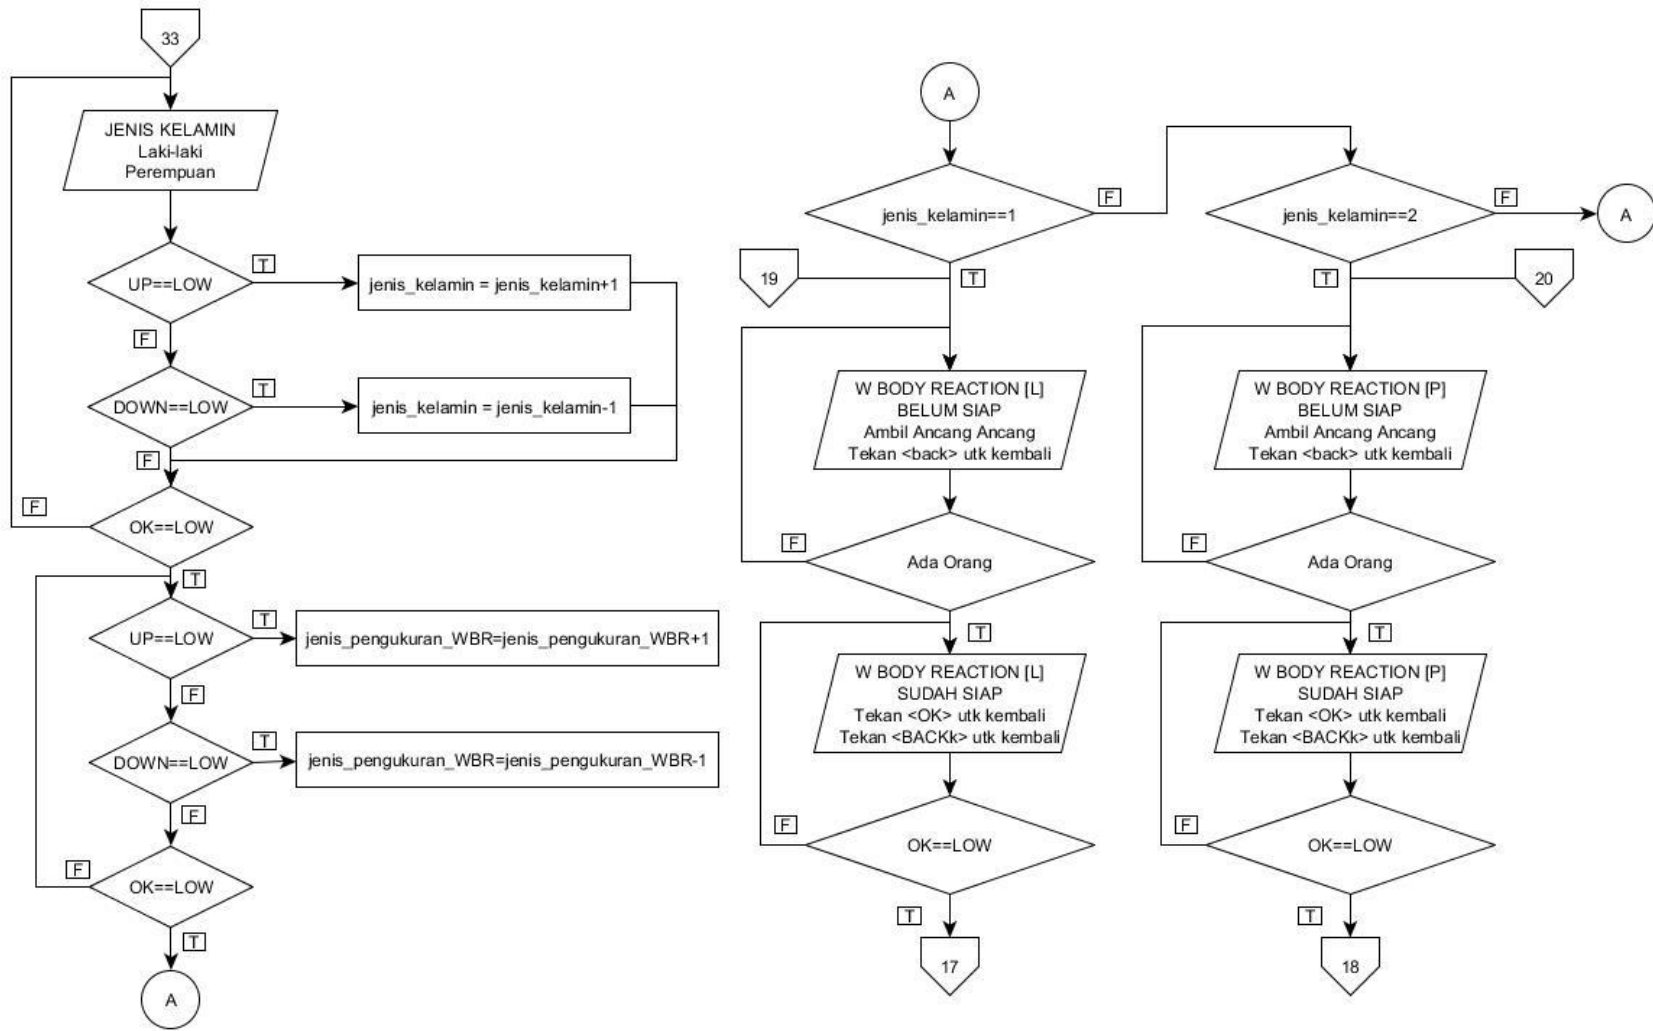 33
JENIS KELAMIN
Laki-laki
Perempuan
UP==LOW
T
jenis_kelamin = jenis_kelamin+1
F
DOWN==LOW
T
jenis_kelamin = jenis_kelamin-1
F
OK==LOW
F
T
UP==LOW
T
jenis_pengukuran_WBR=jenis_pengukuran_WBR+1
F
DOWN==LOW
T
jenis_pengukuran_WBR=jenis_pengukuran_WBR-1
F
OK==LOW
F
T
A
A
jenis_kelamin==1
F
T
19
W BODY REACTION [L]
BELUM SIAP
Ambil Ancang Ancang
Tekan <back> utk kembali
Ada Orang
F
T
W BODY REACTION [L]
SUDAH SIAP
Tekan <OK> utk kembali
Tekan <BACKk> utk kembali
OK==LOW
F
T
17
jenis_kelamin==2
F
A
T
20
W BODY REACTION [P]
BELUM SIAP
Ambil Ancang Ancang
Tekan <back> utk kembali
Ada Orang
F
T
W BODY REACTION [P]
SUDAH SIAP
Tekan <OK> utk kembali
Tekan <BACKk> utk kembali
OK==LOW
F
T
18